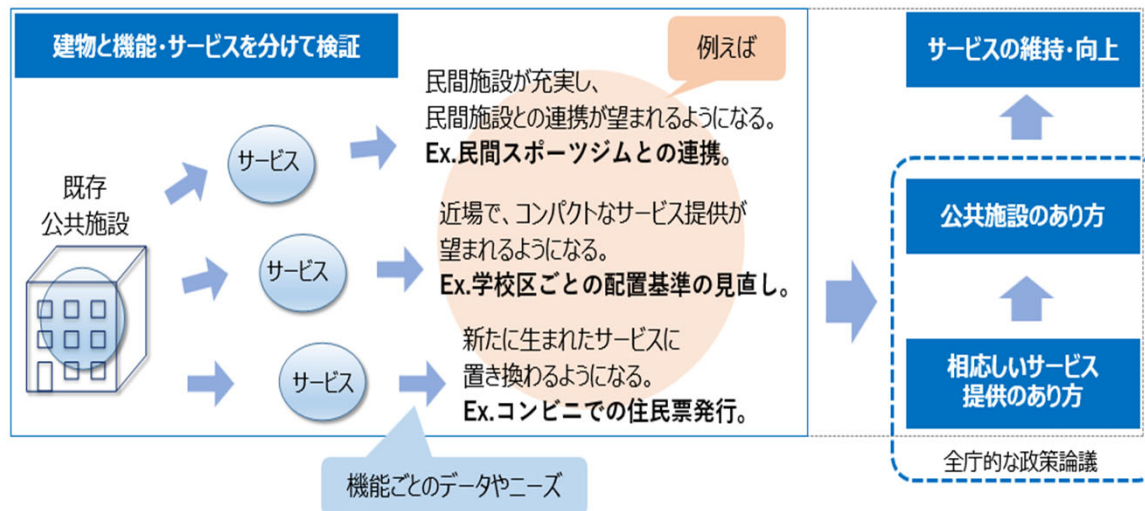 建物と機能・サービスを分けて検証
例えば
既存
公共施設
サービス
民間施設が充実し、
民間施設との連携が望まれるようになる。
Ex.民間スポーツジムとの連携。
サービス
近場で、コンパクトなサービス提供が
望まれるようになる。
Ex.学校区ごとの配置基準の見直し。
サービス
新たに生まれたサービスに
置き換わるようになる。
Ex.コンビニでの住民票発行。
機能ごとのデータやニーズ
サービスの維持・向上
公共施設のあり方
相応しいサービス
提供のあり方
全庁的な政策論議